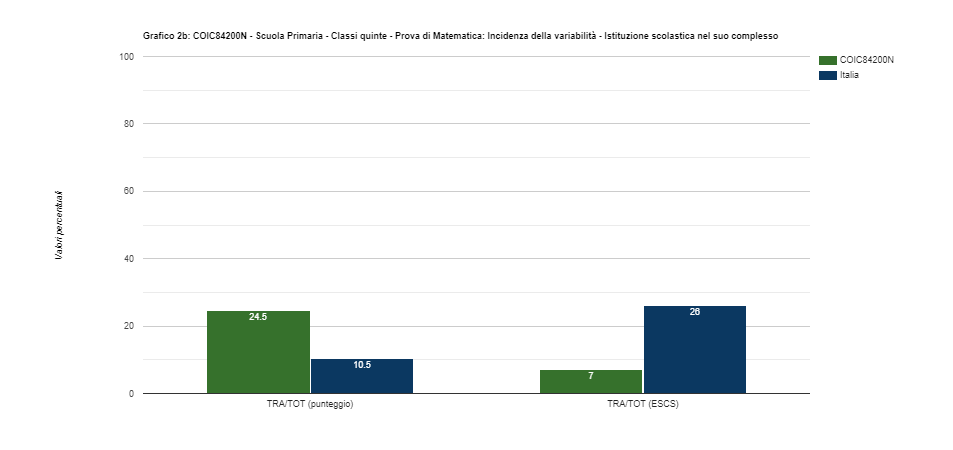 Grafico 2b: COIC84200N - Scuola Primaria - Classi quinte - Prova di Matematica: Incidenza della variabilità - Istituzione scolastica nel suo complesso
COIC84200N
Italia
Valori percentuali
100
80
60
40
20
0
24.5
10.5
7
26
TRA/TOT (punteggio)
TRA/TOT (ESCS)